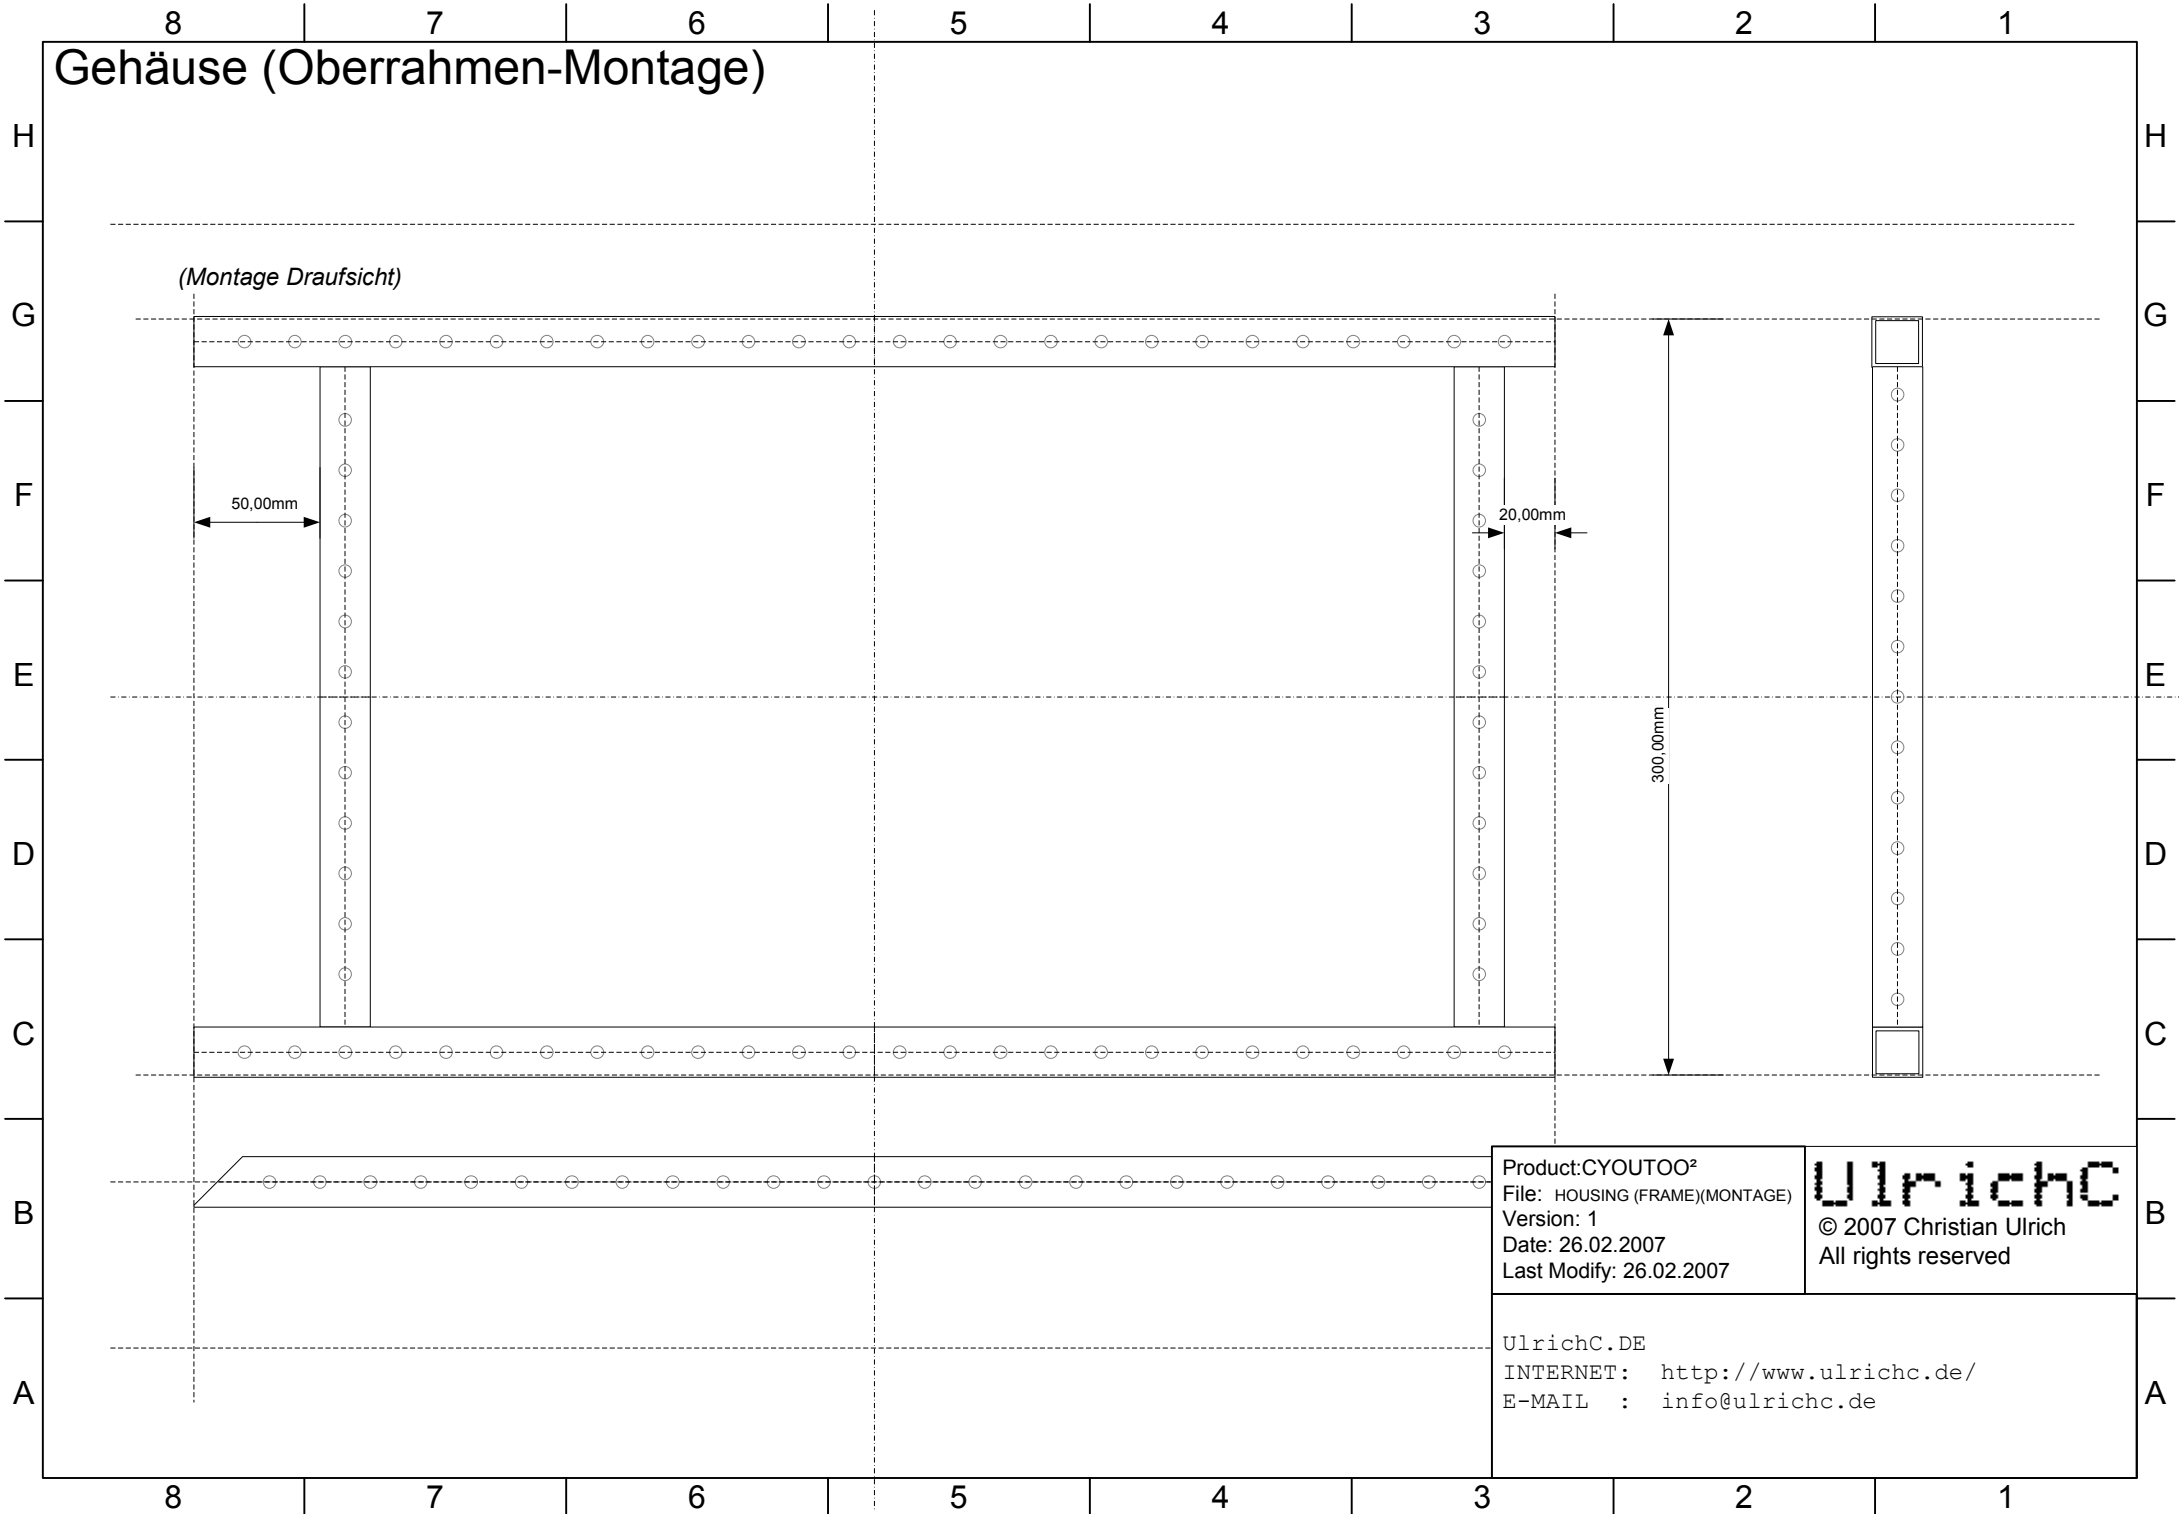 8 7 6 5 4 3 2 1
Gehäuse (Oberrahmen-Montage)
H H
(Montage Draufsicht)
G G
F F
50,00mm
20,00mm
E E
300,00mm
D D
C C
Product:CYOUTOO²
File: HOUSING (FRAME)(MONTAGE)
Version: 1
Date: 26.02.2007
Last Modify: 26.02.2007
UlrichC
© 2007 Christian Ulrich
All rights reserved
B B
UlrichC.DE
INTERNET: http://www.ulrichc.de/
E-MAIL : info@ulrichc.de
A A
8 7 6 5 4 3 2 1